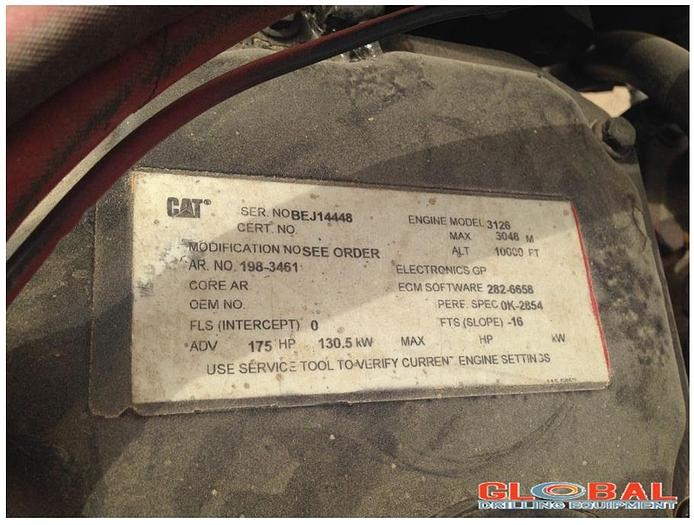 CAT SER. NO BEJ14448 ENGINE MODEL 3126
CERT. NO. MAX 3048 M
MODIFICATION NO SEE ORDER ALT 10000 FT
AR. NO. 198-3461 ELECTRONICS GP
CORE AR ECM SOFTWARE 282-6658
OEM NO. PERF. SPEC 0K-2854
FLS (INTERCEPT) 0 FTS (SLOPE) -16
ADV 175 HP 130.5 kW MAX HP kW
USE SERVICE TOOL TO VERIFY CURRENT ENGINE SETTINGS
GLOBAL
DRILLING EQUIPMENT